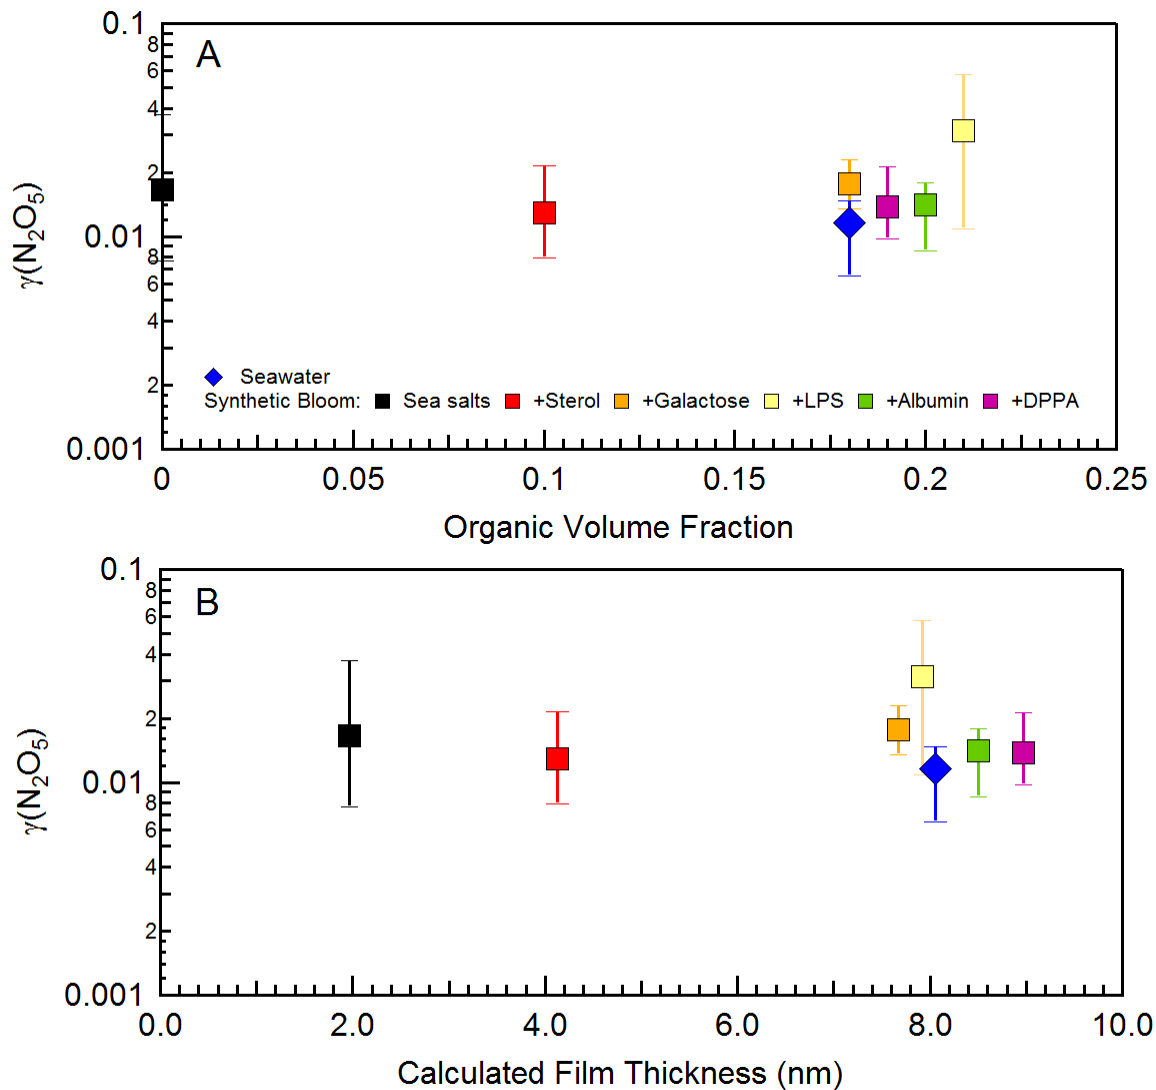 0.1
A
8
6
4
2
0.01
8
6
4
2
0.001
γ(N₂O₅)
Seawater
Synthetic Bloom: Sea salts +Sterol +Galactose +LPS +Albumin +DPPA
0 0.05 0.1 0.15 0.2 0.25
Organic Volume Fraction
0.1
B
8
6
4
2
0.01
8
6
4
2
0.001
γ(N₂O₅)
0.0 2.0 4.0 6.0 8.0 10.0
Calculated Film Thickness (nm)